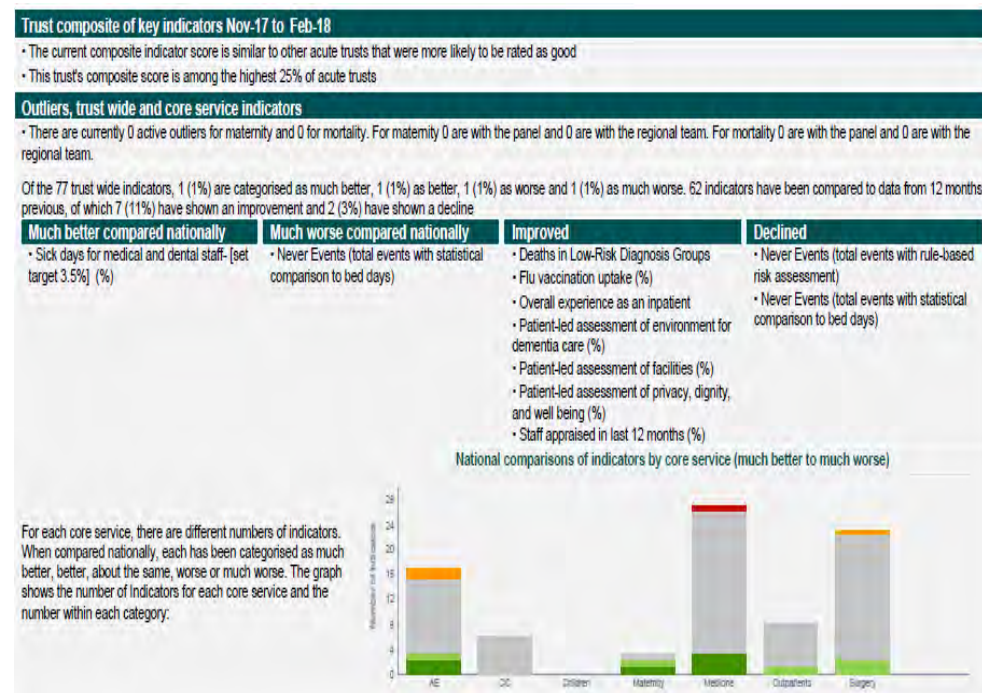 Trust composite of key indicators Nov-17 to Feb-18
• The current composite indicator score is similar to other acute trusts that were more likely to be rated as good
• This trust's composite score is among the highest 25% of acute trusts
Outliers, trust wide and core service indicators
• There are currently 0 active outliers for maternity and 0 for mortality. For maternity 0 are with the panel and 0 are with the regional team. For mortality 0 are with the panel and 0 are with the
regional team.
Of the 77 trust wide indicators, 1 (1%) are categorised as much better, 1 (1%) as better, 1 (1%) as worse and 1 (1%) as much worse. 62 indicators have been compared to data from 12 months
previous, of which 7 (11%) have shown an improvement and 2 (3%) have shown a decline
Much better compared nationally
• Sick days for medical and dental staff- [set
target 3.5%] (%)
Much worse compared nationally
• Never Events (total events with statistical
comparison to bed days)
Improved
• Deaths in Low-Risk Diagnosis Groups
• Flu vaccination uptake (%)
• Overall experience as an inpatient
• Patient-led assessment of environment for
dementia care (%)
• Patient-led assessment of facilities (%)
• Patient-led assessment of privacy, dignity,
and well being (%)
• Staff appraised in last 12 months (%)
Declined
• Never Events (total events with rule-based
risk assessment)
• Never Events (total events with statistical
comparison to bed days)
National comparisons of indicators by core service (much better to much worse)
For each core service, there are different numbers of indicators.
When compared nationally, each has been categorised as much
better, better, about the same, worse or much worse. The graph
shows the number of Indicators for each core service and the
number within each category:
28
24
20
16
12
8
4
0
AE
CC
Children
Maternity
Medicine
Outpatients
Surgery